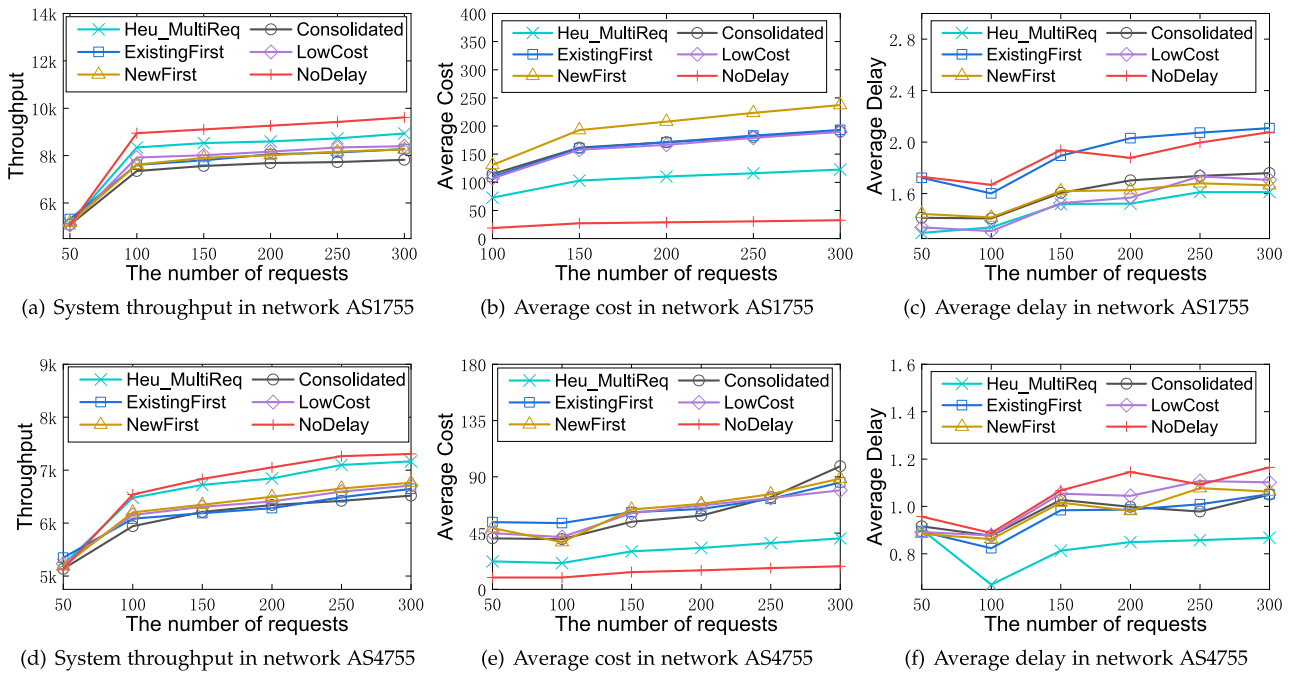 14k
12k
10k
8k
6k
Throughput
Heu_MultiReq
ExistingFirst
NewFirst
Consolidated
LowCost
NoDelay
50 100 150 200 250 300
The number of requests
(a) System throughput in network AS1755
400
350
300
250
200
150
100
50
0
Average Cost
Heu_MultiReq
ExistingFirst
NewFirst
Consolidated
LowCost
NoDelay
100 150 200 250 300
The number of requests
(b) Average cost in network AS1755
2.8
2.4
2.0
1.6
Average Delay
Heu_MultiReq
ExistingFirst
NewFirst
Consolidated
LowCost
NoDelay
50 100 150 200 250 300
The number of requests
(c) Average delay in network AS1755
9k
8k
7k
6k
5k
Throughput
Heu_MultiReq
ExistingFirst
NewFirst
Consolidated
LowCost
NoDelay
50 100 150 200 250 300
The number of requests
(d) System throughput in network AS4755
180
135
90
45
0
Average Cost
Heu_MultiReq
ExistingFirst
NewFirst
Consolidated
LowCost
NoDelay
50 100 150 200 250 300
The number of requests
(e) Average cost in network AS4755
1.6
1.4
1.2
1.0
0.8
Average Delay
Heu_MultiReq
ExistingFirst
NewFirst
Consolidated
LowCost
NoDelay
50 100 150 200 250 300
The number of requests
(f) Average delay in network AS4755